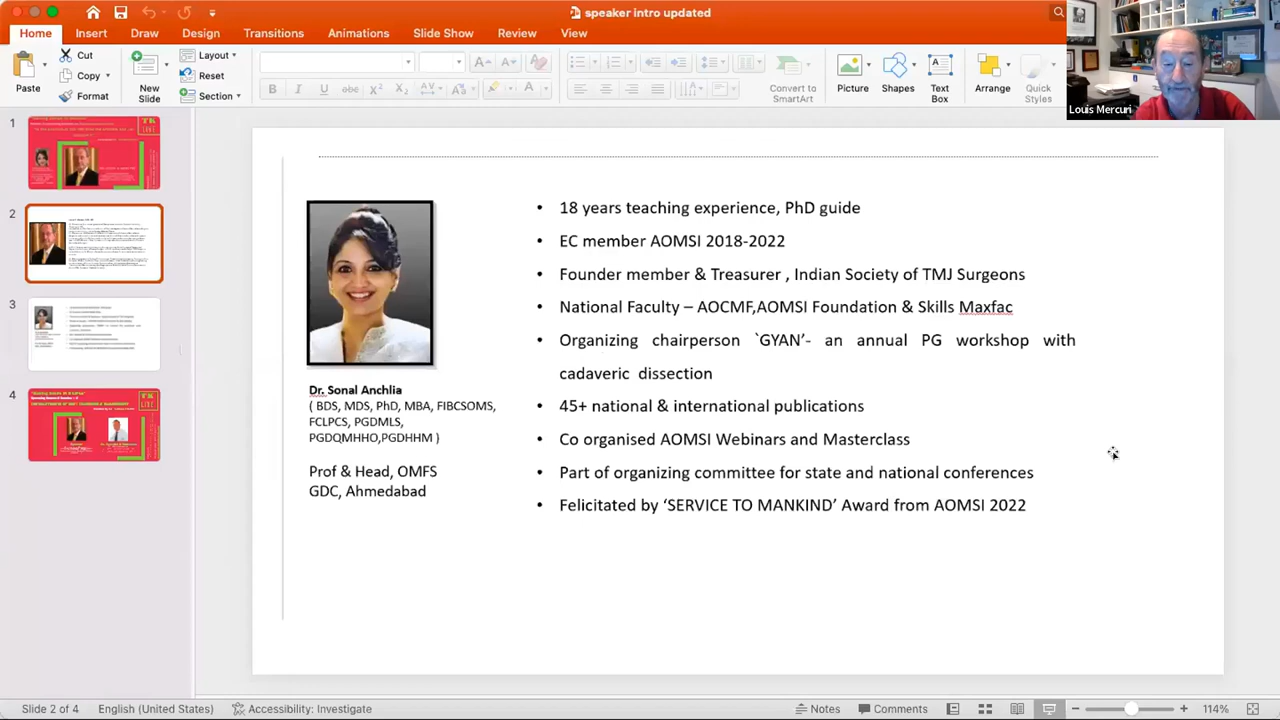 speaker intro updated
Home Insert Draw Design Transitions Animations Slide Show Review View
Paste
Cut
Copy
Format
New
Slide
Layout
Reset
Section
Convert to
SmartArt
Picture
Shapes
Text
Box
Arrange
Quick
Styles
Louis Mercuri
1
2
3
4
Dr. Sonal Anchlia
( BDS, MDS, PhD, MBA, FIBCSOMS,
FCLPCS, PGDMLS,
PGDQMHHO,PGDHHM )
Prof & Head, OMFS
GDC, Ahmedabad
• 18 years teaching experience, PhD guide
• EC member AOMSI 2018-2022
• Founder member & Treasurer , Indian Society of TMJ Surgeons
National Faculty – AOCMF,AOMSI Foundation & Skills Maxfac
• Organizing chairperson 'GYAN'- an annual PG workshop with
cadaveric dissection
• 45+ national & international publications
• Co organised AOMSI Webinars and Masterclass
• Part of organizing committee for state and national conferences
• Felicitated by ‘SERVICE TO MANKIND’ Award from AOMSI 2022
Slide 2 of 4 English (United States) Accessibility: Investigate Notes Comments 114%